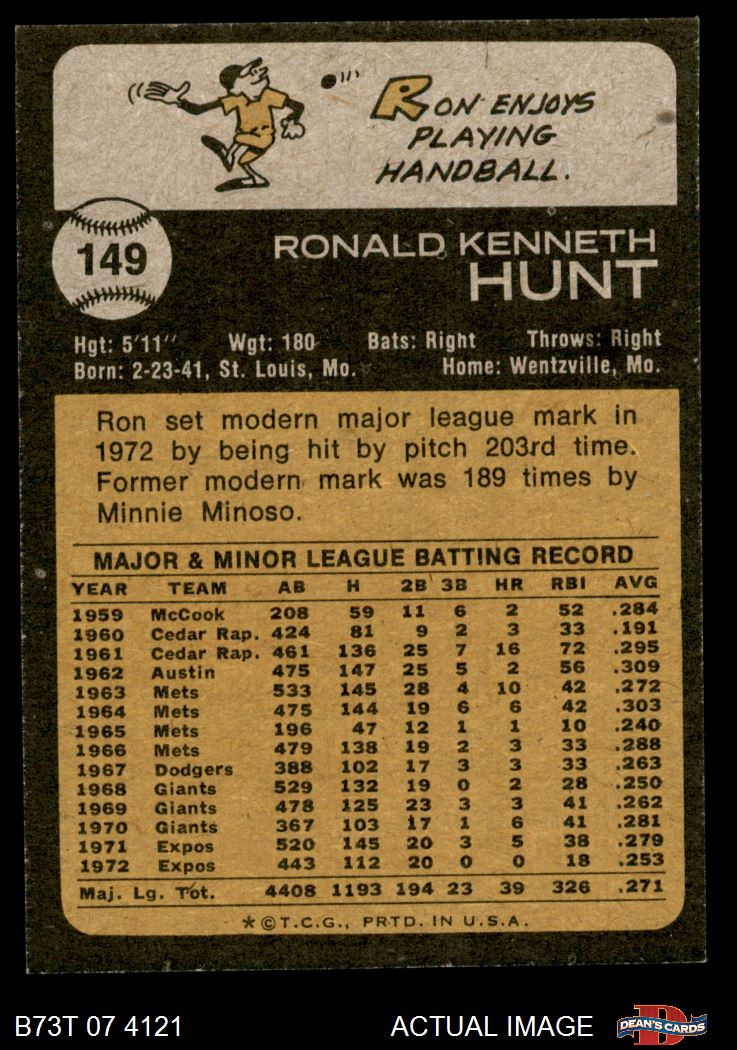 RON ENJOYS
PLAYING
HANDBALL.
149
RONALD KENNETH
HUNT
Hgt: 5'11" Wgt: 180 Bats: Right Throws: Right
Born: 2-23-41, St. Louis, Mo. Home: Wentzville, Mo.
Ron set modern major league mark in
1972 by being hit by pitch 203rd time.
Former modern mark was 189 times by
Minnie Minoso.
MAJOR & MINOR LEAGUE BATTING RECORD
YEAR TEAM AB H 2B 3B HR RBI AVG
1959 McCook 208 59 11 6 2 52 .284
1960 Cedar Rap. 424 81 9 2 3 33 .191
1961 Cedar Rap. 461 136 25 7 16 72 .295
1962 Austin 475 147 25 5 2 56 .309
1963 Mets 533 145 28 4 10 42 .272
1964 Mets 475 144 19 6 6 42 .303
1965 Mets 196 47 12 1 1 10 .240
1966 Mets 479 138 19 2 3 33 .288
1967 Dodgers 388 102 17 3 3 33 .263
1968 Giants 529 132 19 0 2 28 .250
1969 Giants 478 125 23 3 3 41 .262
1970 Giants 367 103 17 1 6 41 .281
1971 Expos 520 145 20 3 5 38 .279
1972 Expos 443 112 20 0 0 18 .253
Maj. Lg. Tot. 4408 1193 194 23 39 326 .271
*©T.C.G., PRTD. IN U.S.A.
B73T 07 4121 ACTUAL IMAGE D DEAN'S CARDS